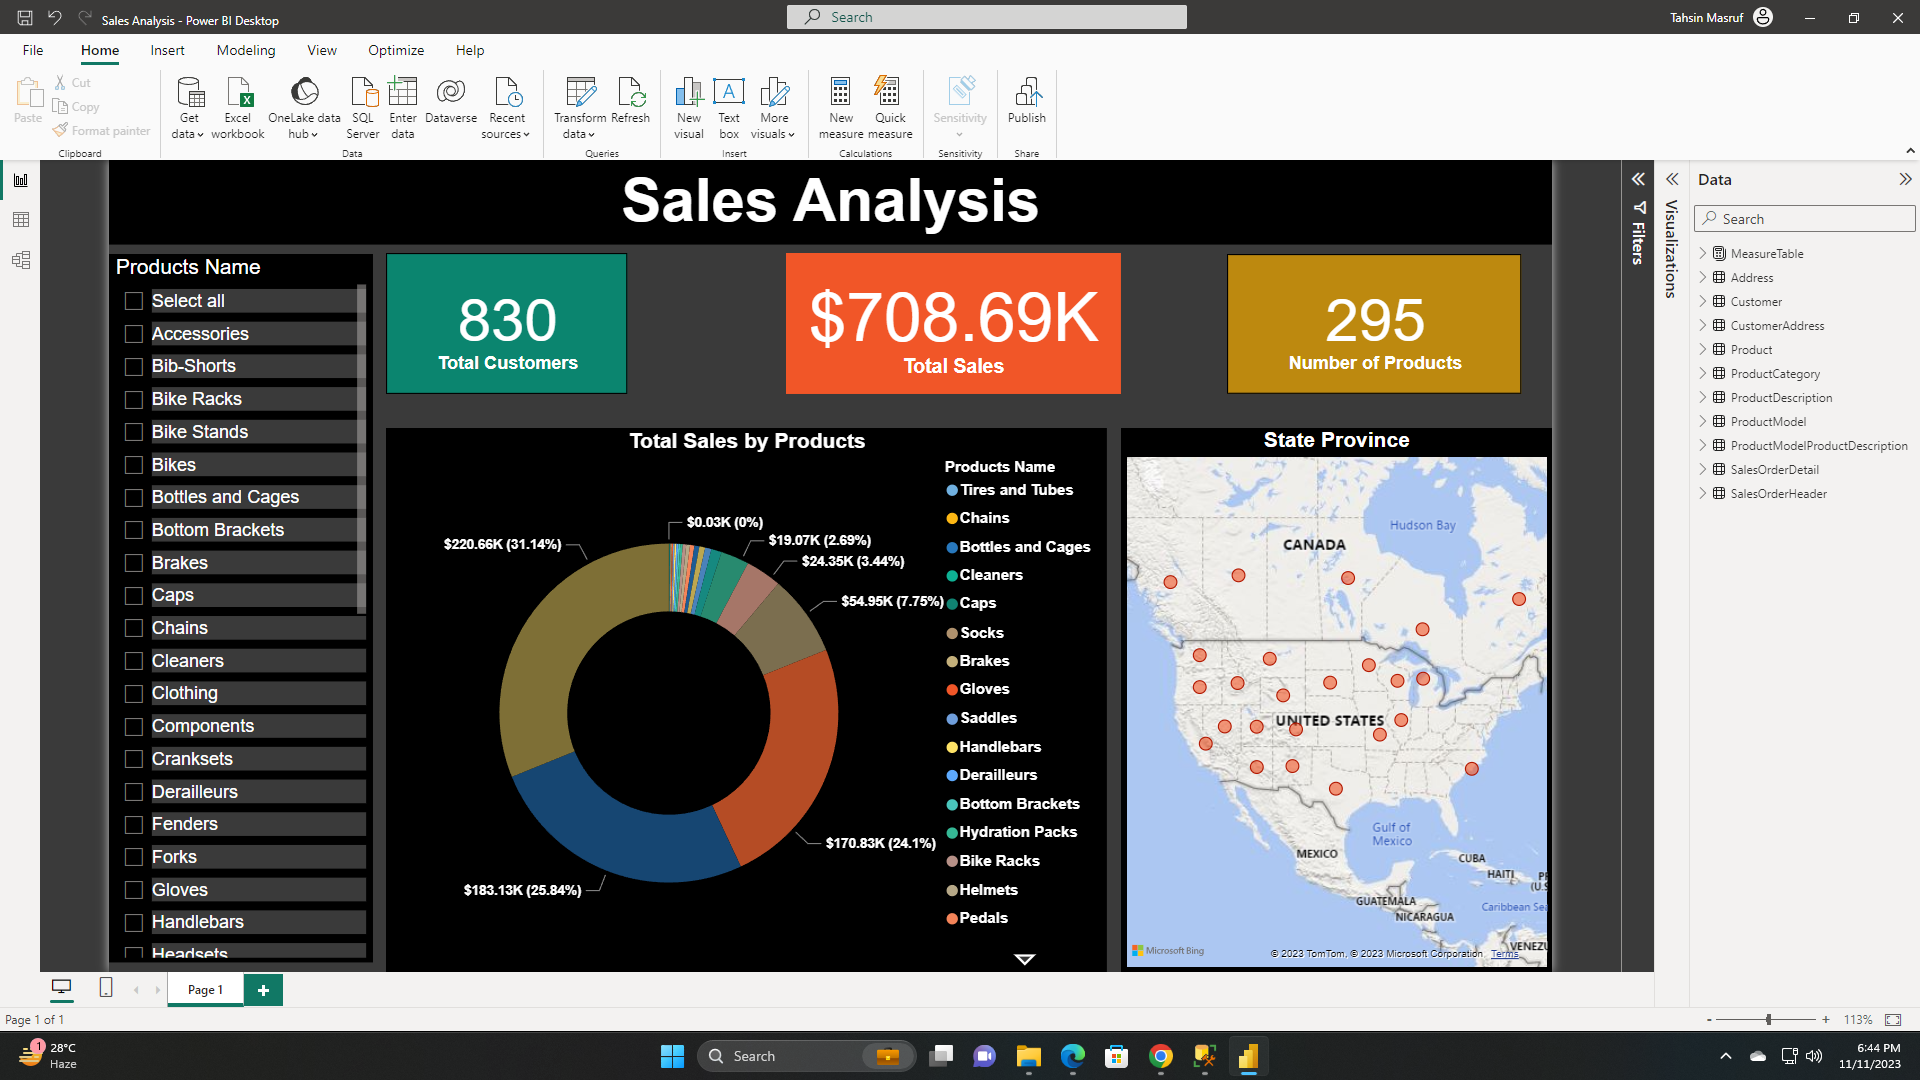 Sales Analysis - Power BI Desktop
Search
Tahsin Masruf
File
Home
Insert
Modeling
View
Optimize
Help
Paste
Cut
Copy
Format painter
Clipboard
Get data
Excel workbook
OneLake data hub
SQL Server
Enter data
Dataverse
Recent sources
Data
Transform data
Refresh
Queries
New visual
Text box
More visuals
Insert
New measure
Quick measure
Calculations
Sensitivity
Sensitivity
Publish
Share
Sales Analysis
Products Name
Select all
Accessories
Bib-Shorts
Bike Racks
Bike Stands
Bikes
Bottles and Cages
Bottom Brackets
Brakes
Caps
Chains
Cleaners
Clothing
Components
Cranksets
Derailleurs
Fenders
Forks
Gloves
Handlebars
Headsets
830
Total Customers
$708.69K
Total Sales
295
Number of Products
Total Sales by Products
$0.03K (0%)
$19.07K (2.69%)
$24.35K (3.44%)
$54.95K (7.75%)
$170.83K (24.1%)
$183.13K (25.84%)
$220.66K (31.14%)
Products Name
Tires and Tubes
Chains
Bottles and Cages
Cleaners
Caps
Socks
Brakes
Gloves
Saddles
Handlebars
Derailleurs
Bottom Brackets
Hydration Packs
Bike Racks
Helmets
Pedals
State Province
Hudson Bay
CANADA
UNITED STATES
Gulf of
Mexico
MEXICO
CUBA
HAITI
P
(U.S
GUATEMALA
Caribbean Sea
NICARAGUA
VENEZU
Microsoft Bing
© 2023 TomTom, © 2023 Microsoft Corporation Terms
Filters
Visualizations
Data
Search
MeasureTable
Address
Customer
CustomerAddress
Product
ProductCategory
ProductDescription
ProductModel
ProductModelProductDescription
SalesOrderDetail
SalesOrderHeader
Page 1
+
Page 1 of 1
- + 113%
1
28°C
Haze
Search
6:44 PM
11/11/2023